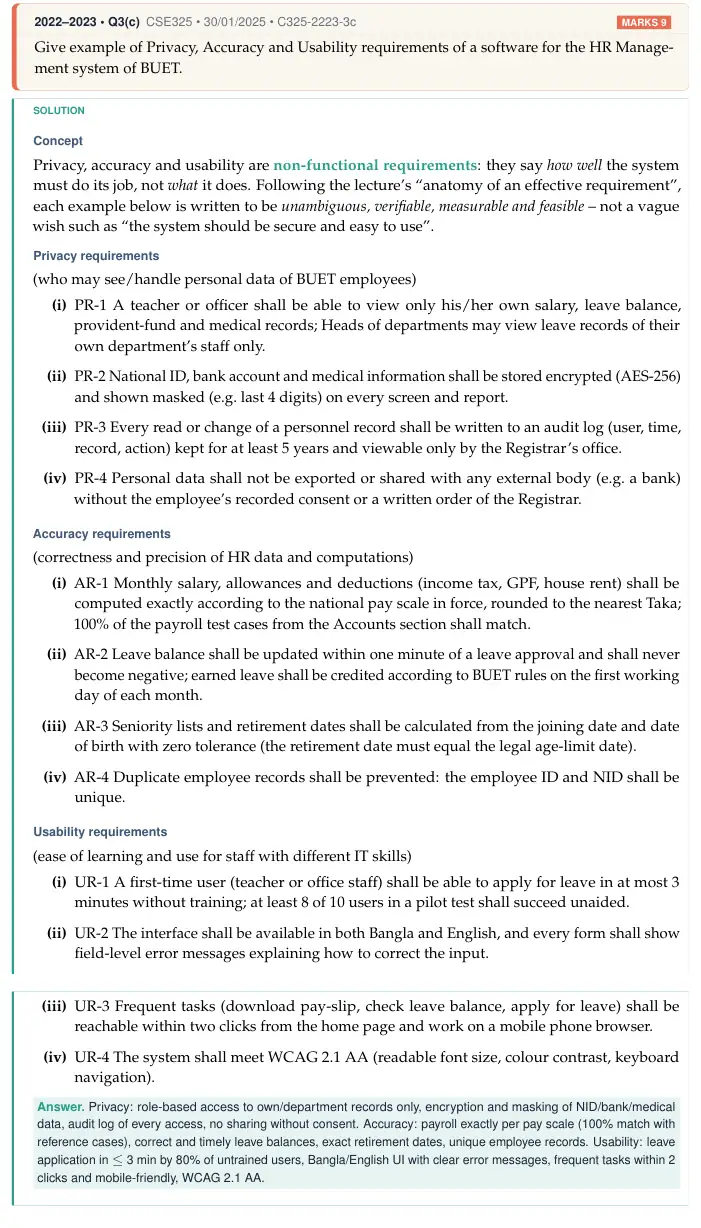 2022–2023 • Q3(c) CSE325 • 30/01/2025 • C325-2223-3c MARKS 9
Give example of Privacy, Accuracy and Usability requirements of a software for the HR Manage-
ment system of BUET.
SOLUTION
Concept
Privacy, accuracy and usability are non-functional requirements: they say how well the system
must do its job, not what it does. Following the lecture's “anatomy of an effective requirement”,
each example below is written to be unambiguous, verifiable, measurable and feasible – not a vague
wish such as “the system should be secure and easy to use”.
Privacy requirements
(who may see/handle personal data of BUET employees)
(i) PR-1 A teacher or officer shall be able to view only his/her own salary, leave balance,
provident-fund and medical records; Heads of departments may view leave records of their
own department's staff only.
(ii) PR-2 National ID, bank account and medical information shall be stored encrypted (AES-256)
and shown masked (e.g. last 4 digits) on every screen and report.
(iii) PR-3 Every read or change of a personnel record shall be written to an audit log (user, time,
record, action) kept for at least 5 years and viewable only by the Registrar's office.
(iv) PR-4 Personal data shall not be exported or shared with any external body (e.g. a bank)
without the employee's recorded consent or a written order of the Registrar.
Accuracy requirements
(correctness and precision of HR data and computations)
(i) AR-1 Monthly salary, allowances and deductions (income tax, GPF, house rent) shall be
computed exactly according to the national pay scale in force, rounded to the nearest Taka;
100% of the payroll test cases from the Accounts section shall match.
(ii) AR-2 Leave balance shall be updated within one minute of a leave approval and shall never
become negative; earned leave shall be credited according to BUET rules on the first working
day of each month.
(iii) AR-3 Seniority lists and retirement dates shall be calculated from the joining date and date
of birth with zero tolerance (the retirement date must equal the legal age-limit date).
(iv) AR-4 Duplicate employee records shall be prevented: the employee ID and NID shall be
unique.
Usability requirements
(ease of learning and use for staff with different IT skills)
(i) UR-1 A first-time user (teacher or office staff) shall be able to apply for leave in at most 3
minutes without training; at least 8 of 10 users in a pilot test shall succeed unaided.
(ii) UR-2 The interface shall be available in both Bangla and English, and every form shall show
field-level error messages explaining how to correct the input.
(iii) UR-3 Frequent tasks (download pay-slip, check leave balance, apply for leave) shall be
reachable within two clicks from the home page and work on a mobile phone browser.
(iv) UR-4 The system shall meet WCAG 2.1 AA (readable font size, colour contrast, keyboard
navigation).
Answer. Privacy: role-based access to own/department records only, encryption and masking of NID/bank/medical
data, audit log of every access, no sharing without consent. Accuracy: payroll exactly per pay scale (100% match with
reference cases), correct and timely leave balances, exact retirement dates, unique employee records. Usability: leave
application in ≤ 3 min by 80% of untrained users, Bangla/English UI with clear error messages, frequent tasks within 2
clicks and mobile-friendly, WCAG 2.1 AA.